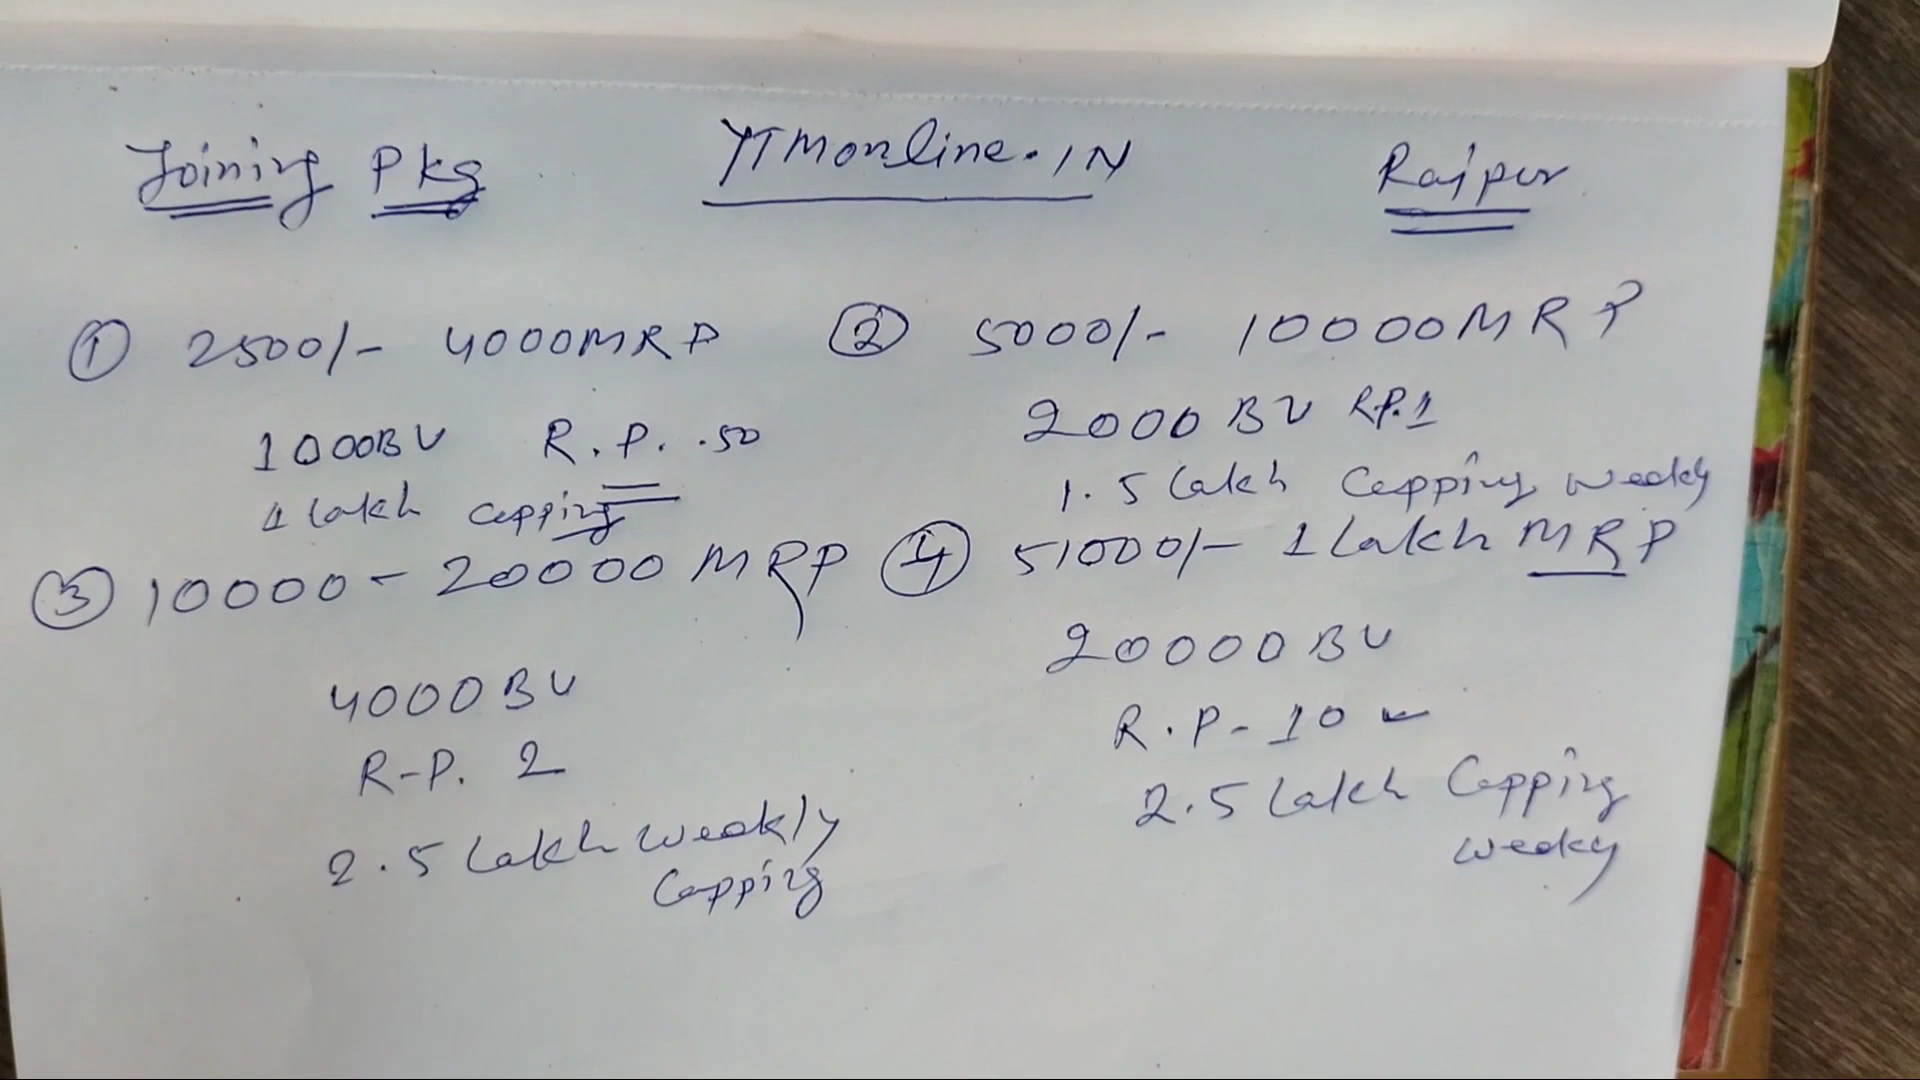 Joining Pkg YTMonline.IN Raipur
① 2500/- 4000MRP
1000BV R.P. .50
1 lakh capping
② 5000/- 10000MRP
2000BV R.P.1
1.5 lakh Capping weekly
③ 10000 - 20000 MRP
4000BV
R-P. 2
2.5 lakh weekly
Capping
④ 51000/- 1 lakh MRP
20000BV
R.P- 10
2.5 lakh Capping
weekly